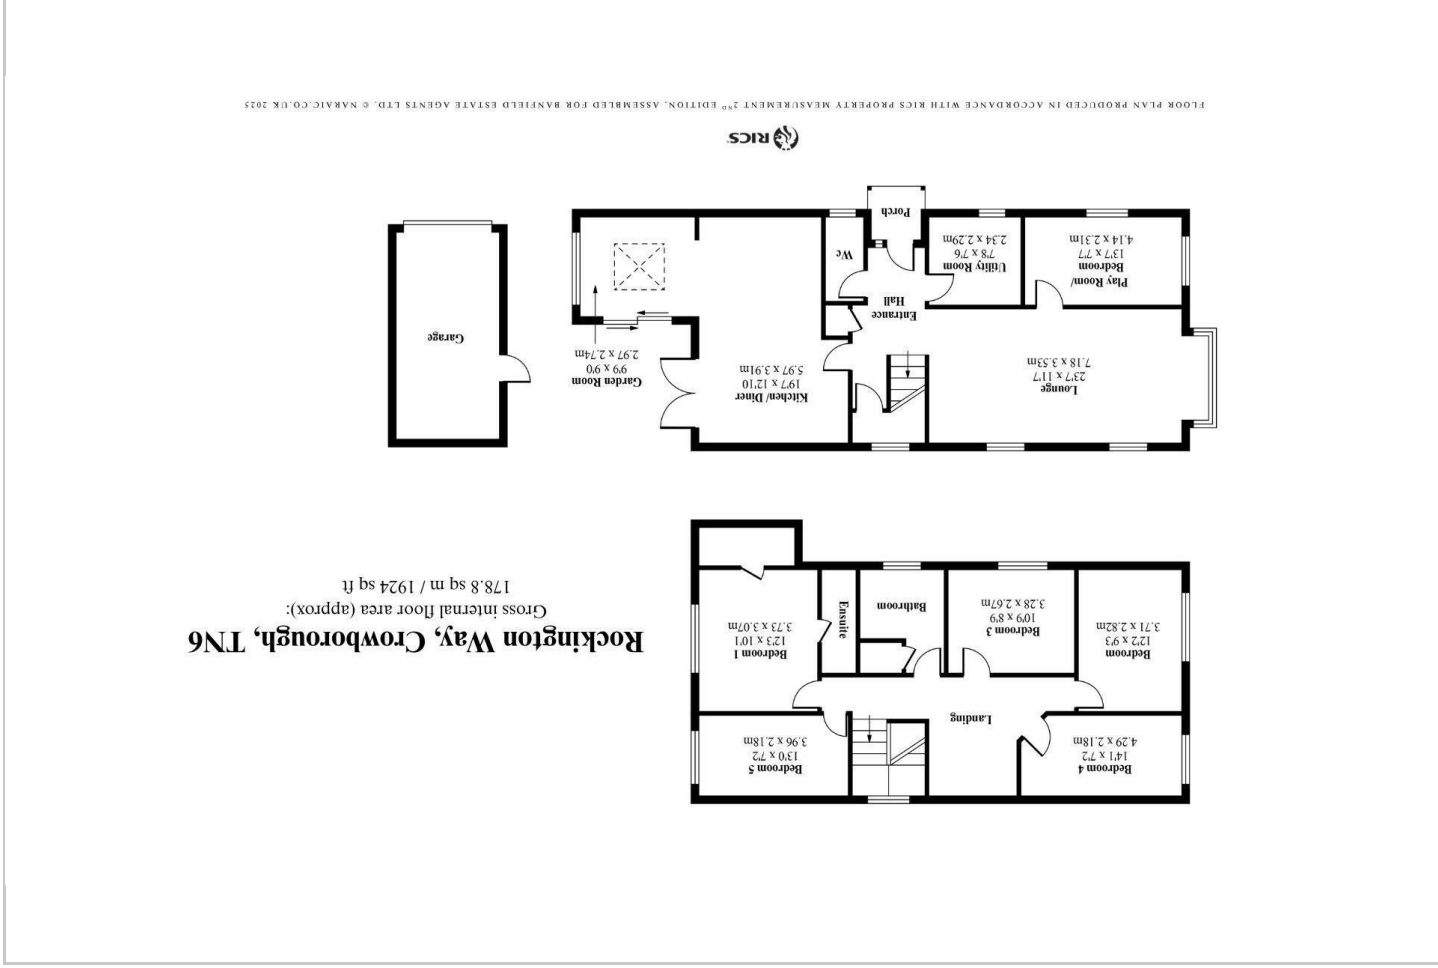 Rockington Way, Crowborough, TN6
Gross internal floor area (approx):
178.8 sq m / 1924 sq ft
Bedroom 4
14'1 x 7'2
4.29 x 2.18m
Landing
Bedroom 5
13'0 x 7'2
3.96 x 2.18m
Bedroom
12'2 x 9'3
3.71 x 2.82m
Bedroom 3
10'9 x 8'9
3.28 x 2.67m
Bathroom
Ensuite
Bedroom 1
12'3 x 10'1
3.73 x 3.07m
Lounge
23'7 x 11'7
7.18 x 3.53m
Kitchen/ Diner
19'7 x 12'10
5.97 x 3.91m
Garden Room
9'9 x 9'0
2.97 x 2.74m
Garage
Entrance
Hall
Play Room/
Bedroom
13'7 x 7'7
4.14 x 2.31m
Utility Room
7'8 x 7'6
2.34 x 2.29m
Wc
Porch
RICS
FLOOR PLAN PRODUCED IN ACCORDANCE WITH RICS PROPERTY MEASUREMENT 2ND EDITION, ASSEMBLED FOR BANFIELD ESTATE AGENTS LTD. © NARAIC.CO.UK 2025